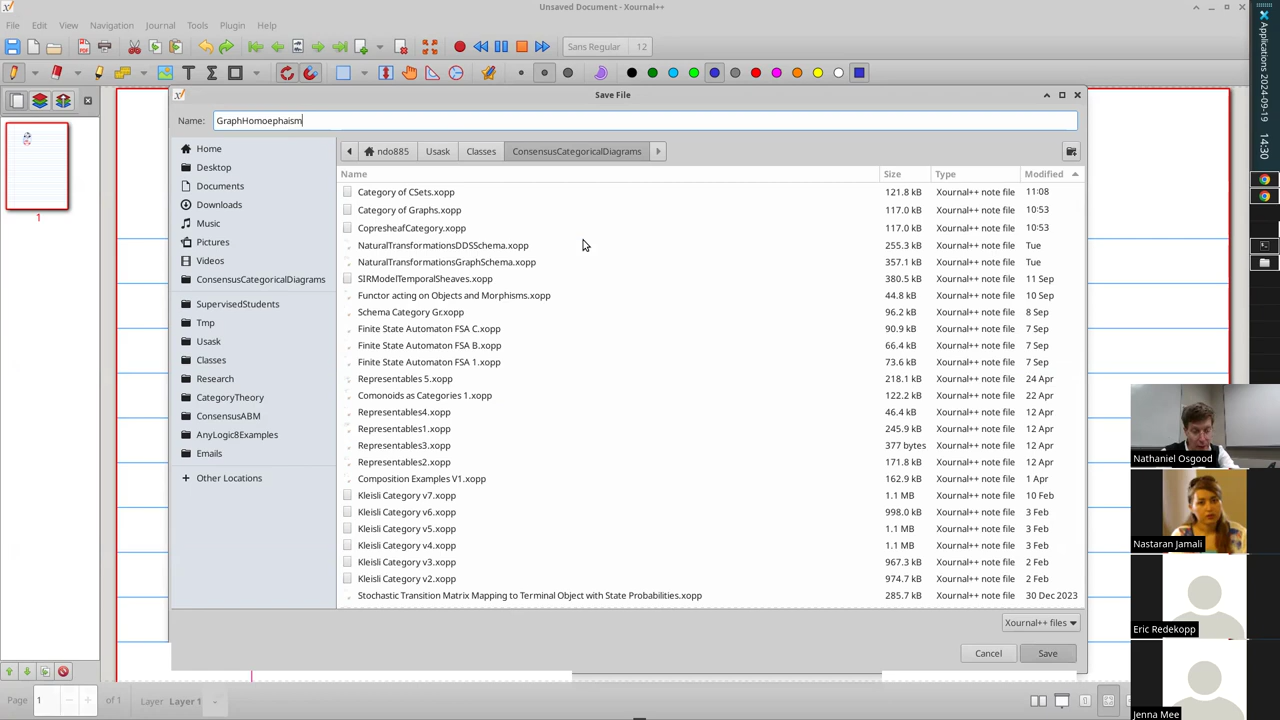 Unsaved Document - Xournal++
File Edit View Navigation Journal Tools Plugin Help
Sans Regular 12
Save File
Name: GraphHomoephaism
ndo885 Usask Classes ConsensusCategoricalDiagrams
Name Size Type Modified
Home
Desktop
Documents
Downloads
Music
Pictures
Videos
ConsensusCategoricalDiagrams
SupervisedStudents
Tmp
Usask
Classes
Research
CategoryTheory
ConsensusABM
AnyLogic8Examples
Emails
Other Locations
Category of CSets.xopp 121.8 kB Xournal++ note file 11:08
Category of Graphs.xopp 117.0 kB Xournal++ note file 10:53
CopresheafCategory.xopp 117.0 kB Xournal++ note file 10:53
NaturalTransformationsDDSSchema.xopp 255.3 kB Xournal++ note file Tue
NaturalTransformationsGraphSchema.xopp 357.1 kB Xournal++ note file Tue
SIRModelTemporalSheaves.xopp 380.5 kB Xournal++ note file 11 Sep
Functor acting on Objects and Morphisms.xopp 44.8 kB Xournal++ note file 10 Sep
Schema Category Gr.xopp 96.2 kB Xournal++ note file 8 Sep
Finite State Automaton FSA C.xopp 90.9 kB Xournal++ note file 7 Sep
Finite State Automaton FSA B.xopp 66.4 kB Xournal++ note file 7 Sep
Finite State Automaton FSA 1.xopp 73.6 kB Xournal++ note file 7 Sep
Representables 5.xopp 218.1 kB Xournal++ note file 24 Apr
Comonoids as Categories 1.xopp 122.2 kB Xournal++ note file 22 Apr
Representables4.xopp 46.4 kB Xournal++ note file 12 Apr
Representables1.xopp 245.9 kB Xournal++ note file 12 Apr
Representables3.xopp 377 bytes Xournal++ note file 12 Apr
Representables2.xopp 171.8 kB Xournal++ note file 12 Apr
Composition Examples V1.xopp 162.9 kB Xournal++ note file 1 Apr
Kleisli Category v7.xopp 1.1 MB Xournal++ note file 10 Feb
Kleisli Category v6.xopp 998.0 kB Xournal++ note file 3 Feb
Kleisli Category v5.xopp 1.1 MB Xournal++ note file 3 Feb
Kleisli Category v4.xopp 1.1 MB Xournal++ note file 3 Feb
Kleisli Category v3.xopp 967.3 kB Xournal++ note file 2 Feb
Kleisli Category v2.xopp 974.7 kB Xournal++ note file 2 Feb
Stochastic Transition Matrix Mapping to Terminal Object with State Probabilities.xopp 285.7 kB Xournal++ note file 30 Dec 2023
Xournal++ files
Cancel Save
1
Page 1 of 1 Layer Layer 1
Applications 2024-09-19 14:30
Nathaniel Osgood
Nastaran Jamali
Eric Redekopp
Jenna Mee